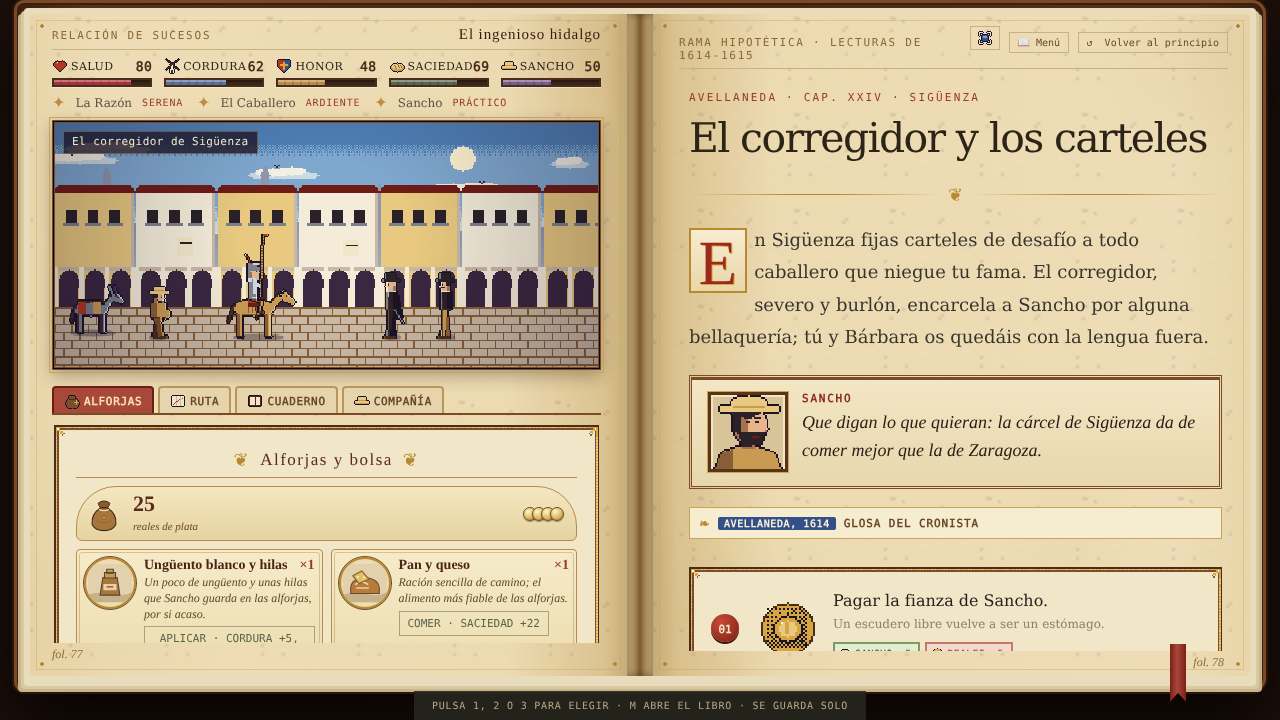 RELACIÓN DE SUCESOS
El ingenioso hidalgo
SALUD 80
CORDURA 62
HONOR 48
SACIEDAD 69
SANCHO 50
La Razón SERENA
El Caballero ARDIENTE
Sancho PRÁCTICO
El corregidor de Sigüenza
ALFORJAS
RUTA
CUADERNO
COMPAÑÍA
Alforjas y bolsa
25
reales de plata
Ungüento blanco y hilas ×1
Un poco de ungüento y unas hilas
que Sancho guarda en las alforjas,
por si acaso.
APLICAR · CORDURA +5,
Pan y queso ×1
Ración sencilla de camino; el
alimento más fiable de las alforjas.
COMER · SACIEDAD +22
fol. 77
RAMA HIPOTÉTICA · LECTURAS DE
1614-1615
Menú
↺ Volver al principio
AVELLANEDA · CAP. XXIV · SIGÜENZA
El corregidor y los carteles
En Sigüenza fijas carteles de desafío a todo
caballero que niegue tu fama. El corregidor,
severo y burlón, encarcela a Sancho por alguna
bellaquería; tú y Bárbara os quedáis con la lengua fuera.
SANCHO
Que digan lo que quieran: la cárcel de Sigüenza da de
comer mejor que la de Zaragoza.
AVELLANEDA, 1614 GLOSA DEL CRONISTA
01
Pagar la fianza de Sancho.
Un escudero libre vuelve a ser un estómago.
fol. 78
PULSA 1, 2 O 3 PARA ELEGIR · M ABRE EL LIBRO · SE GUARDA SOLO